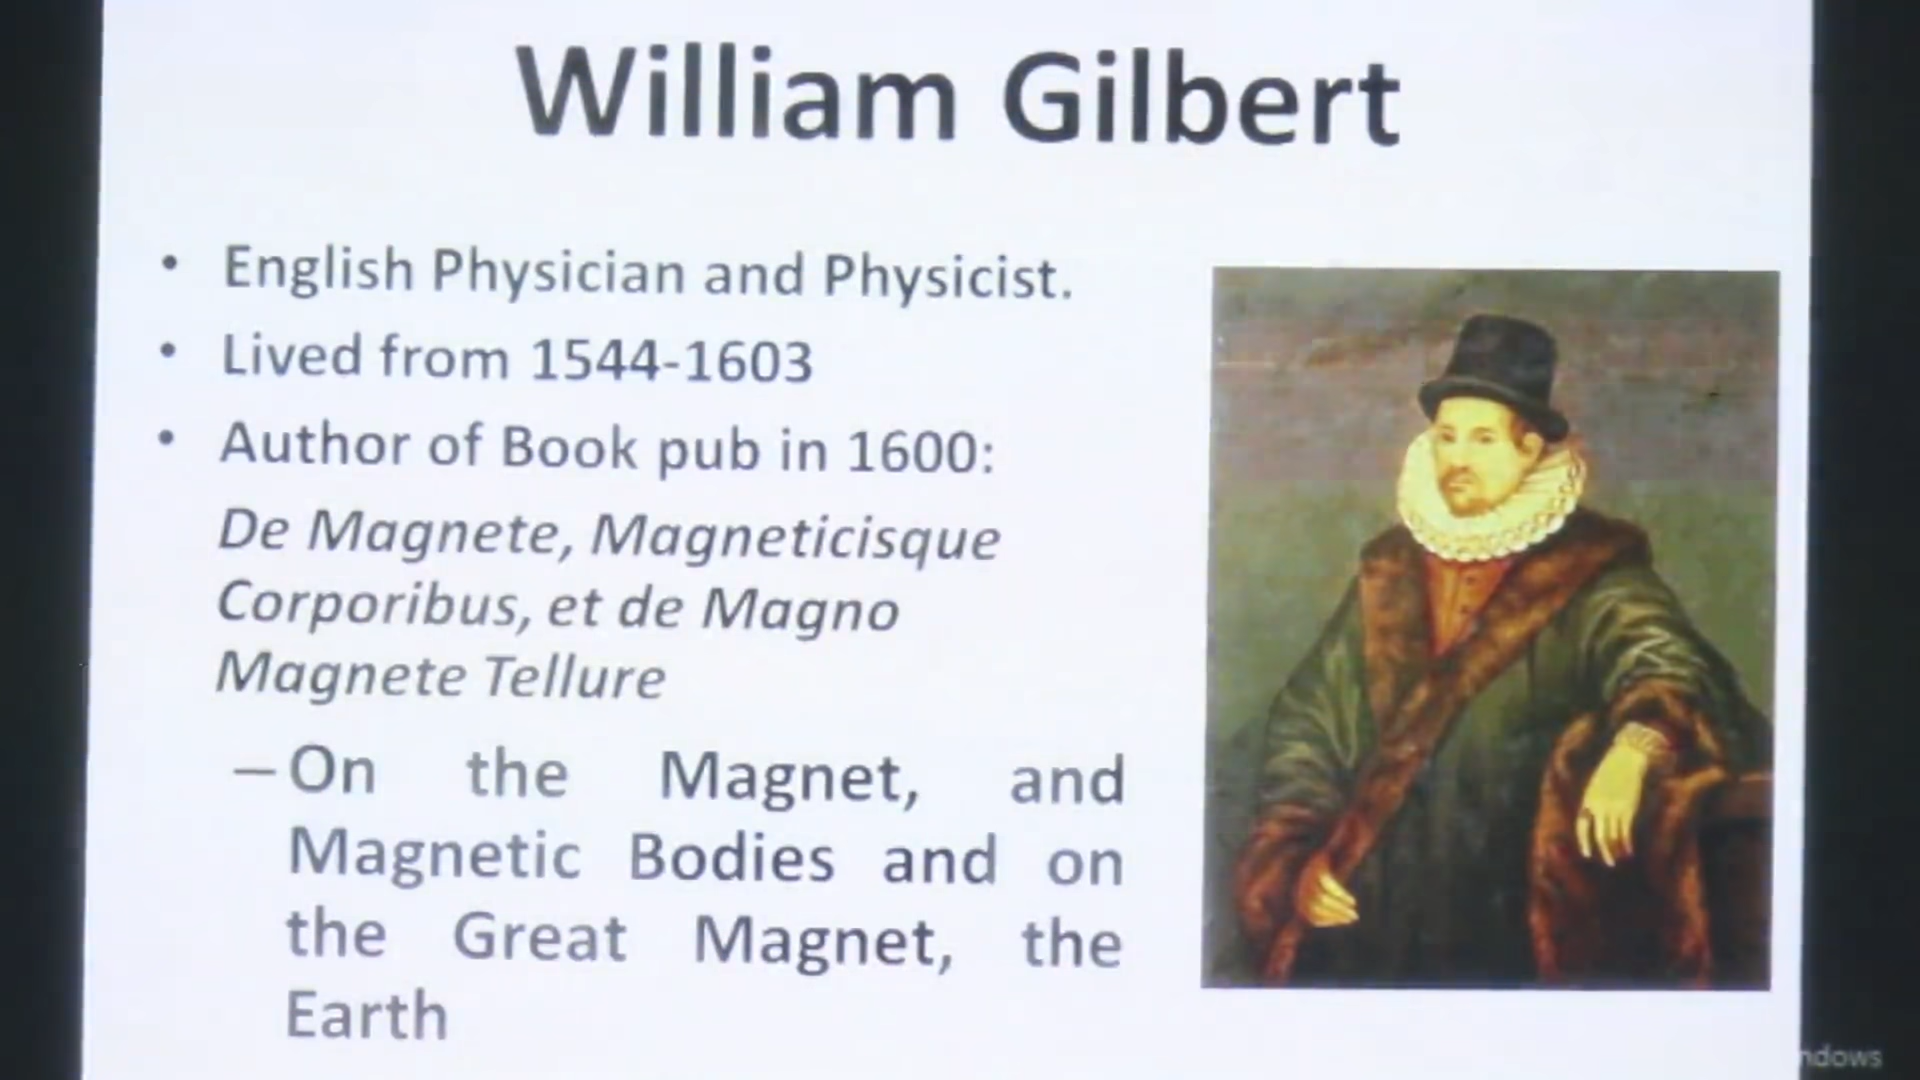 William Gilbert
• English Physician and Physicist.
• Lived from 1544-1603
• Author of Book pub in 1600:
De Magnete, Magneticisque
Corporibus, et de Magno
Magnete Tellure
– On the Magnet, and
Magnetic Bodies and on
the Great Magnet, the
Earth
ndows